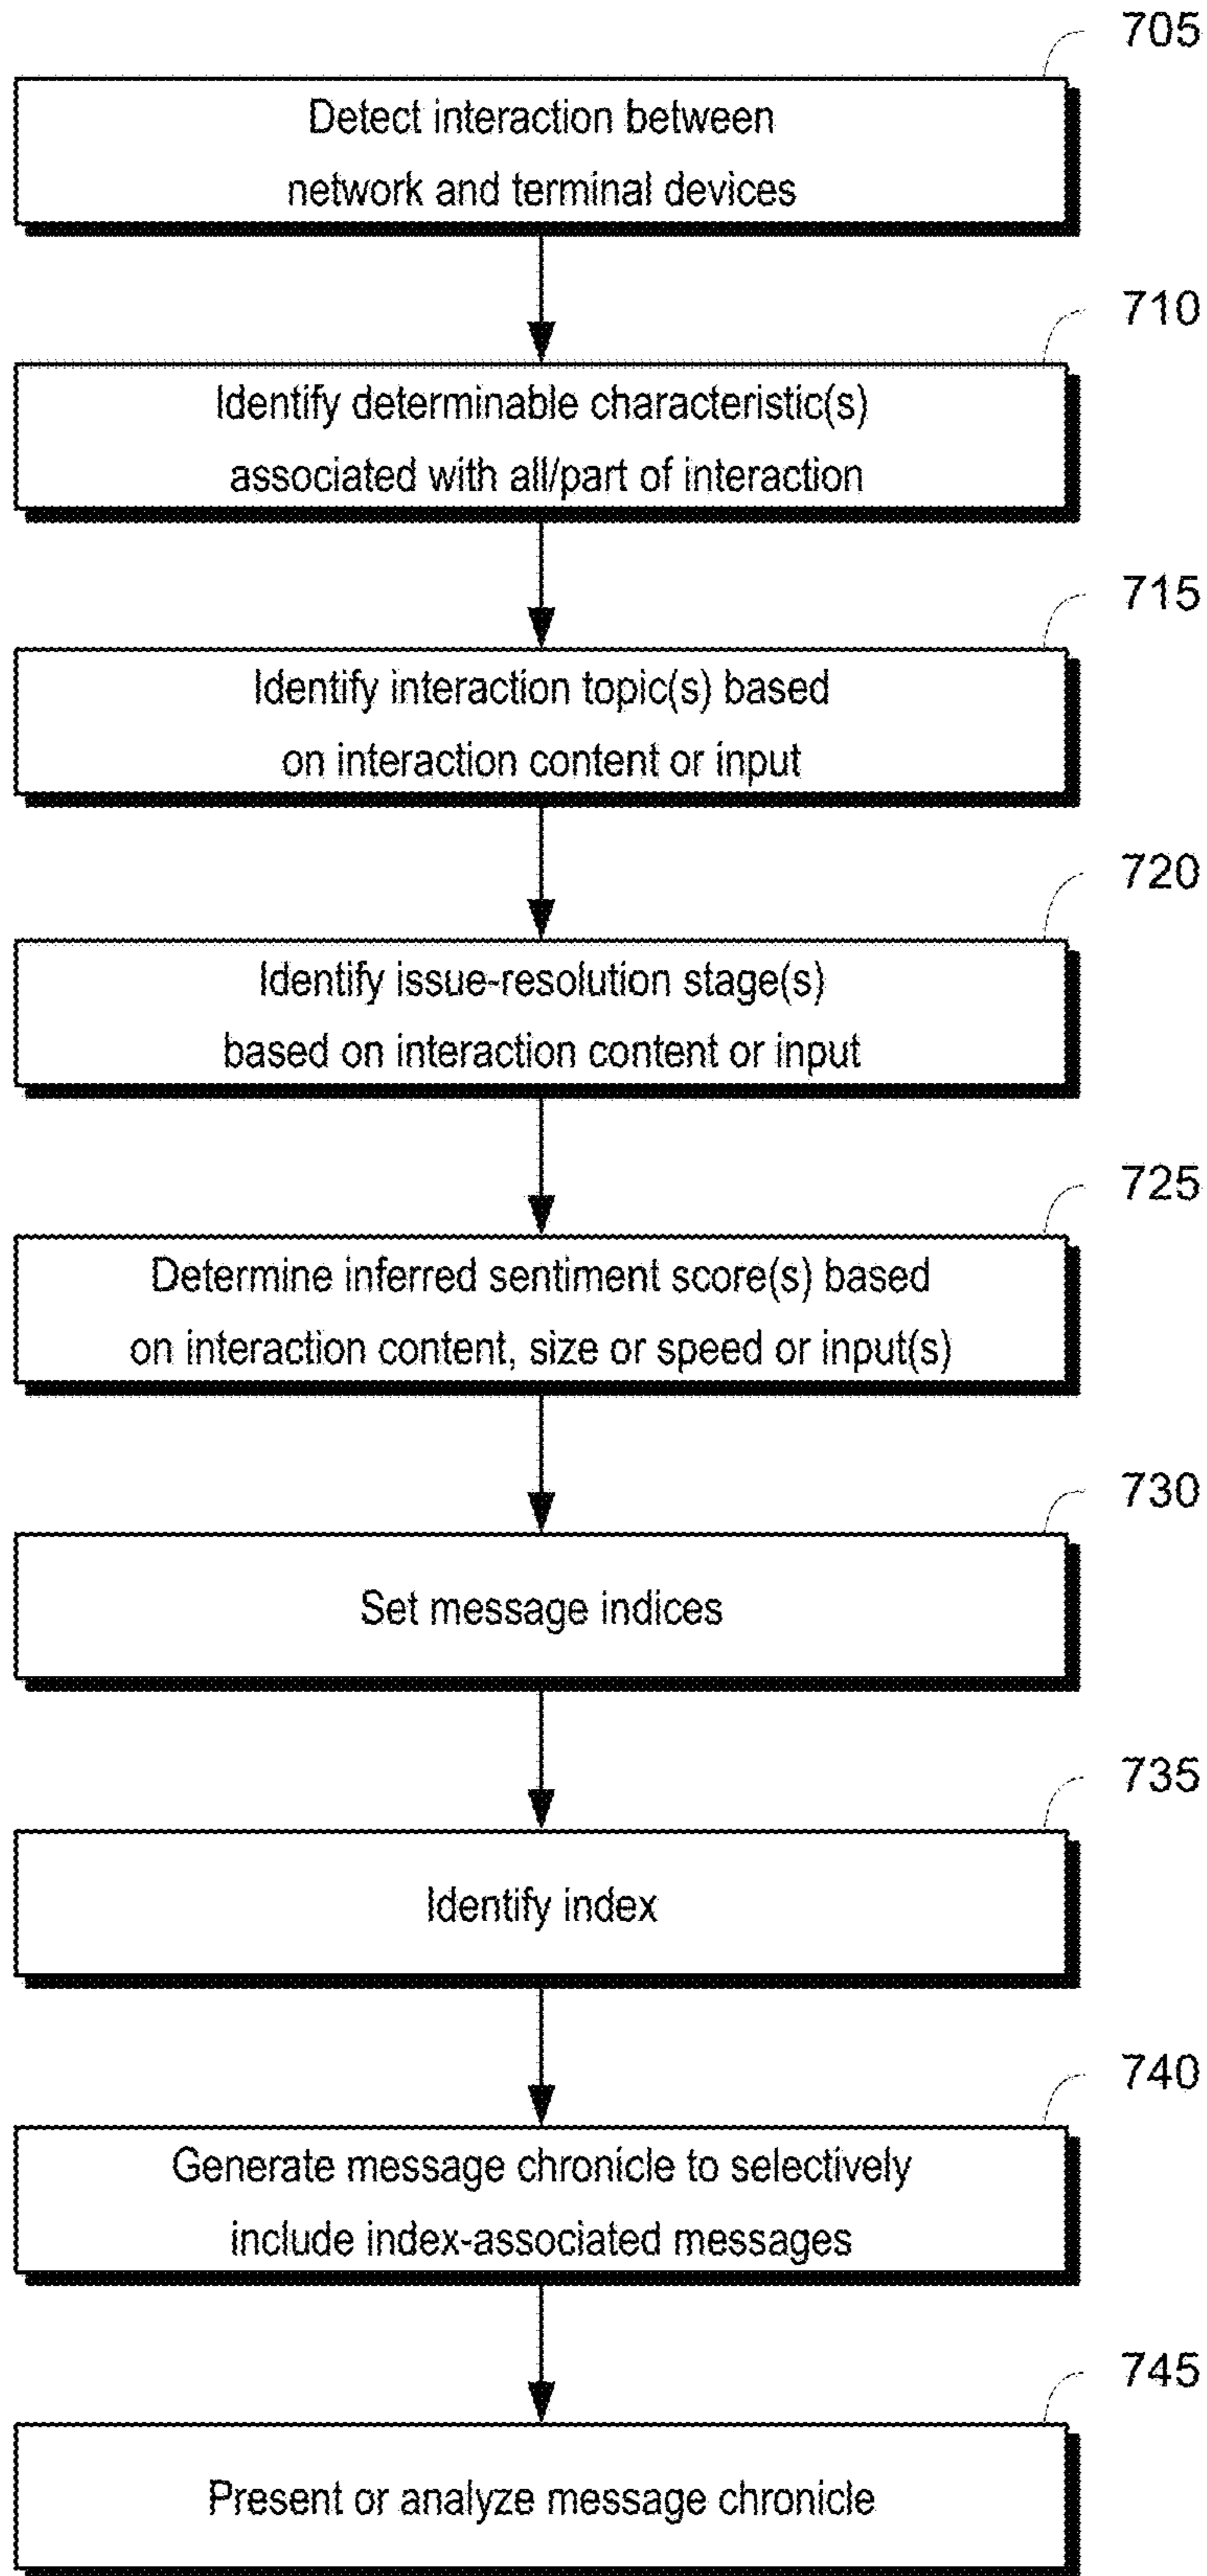 705
Detect interaction between
network and terminal devices
710
Identify determinable characteristic(s)
associated with all/part of interaction
715
Identify interaction topic(s) based
on interaction content or input
720
Identify issue-resolution stage(s)
based on interaction content or input
725
Determine inferred sentiment score(s) based
on interaction content, size or speed or input(s)
730
Set message indices
735
Identify index
740
Generate message chronicle to selectively
include index-associated messages
745
Present or analyze message chronicle